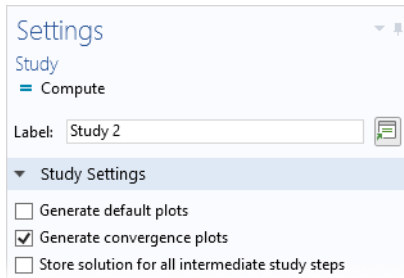 Settings
Study
= Compute
Label: Study 2
Study Settings
Generate default plots
Generate convergence plots
Store solution for all intermediate study steps